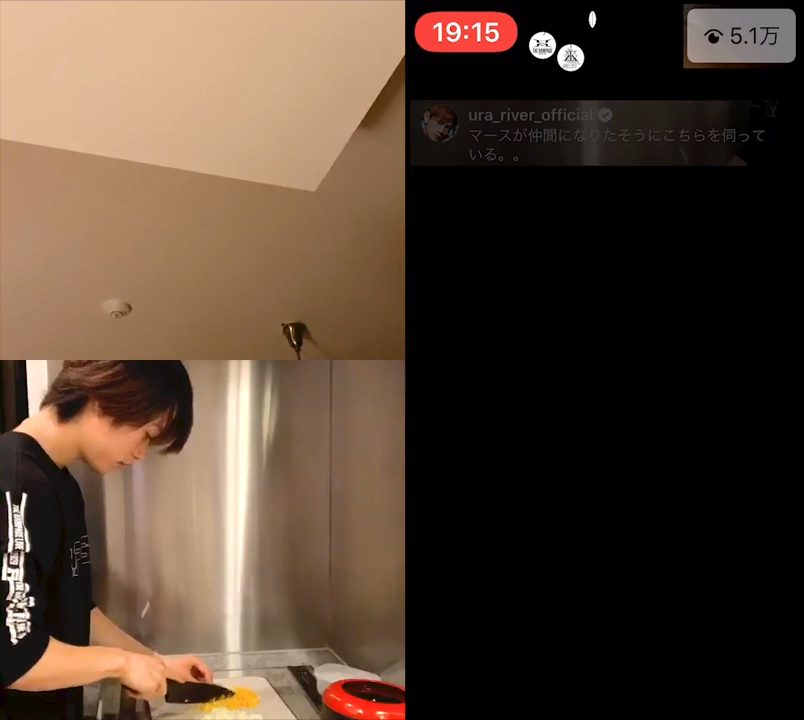 19:15
5.1万
ura_river_official
マースが仲間になりたそうにこちらを伺って
いる。。